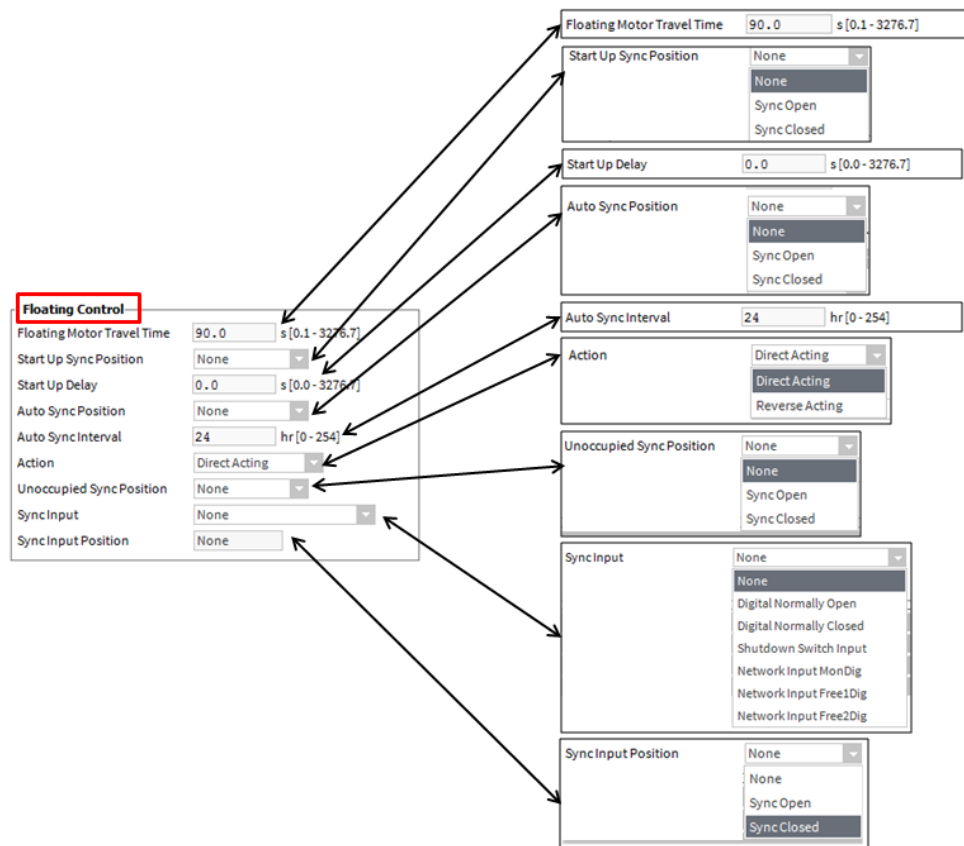 Floating Control
Floating Motor Travel Time 90.0 s [0.1 - 3276.7]
Start Up Sync Position None
Start Up Delay 0.0 s [0.0 - 3276.7]
Auto Sync Position None
Auto Sync Interval 24 hr [0 - 254]
Action Direct Acting
Unoccupied Sync Position None
Sync Input None
Sync Input Position None
Floating Motor Travel Time 90.0 s [0.1 - 3276.7]
Start Up Sync Position None
None
Sync Open
Sync Closed
Start Up Delay 0.0 s [0.0 - 3276.7]
Auto Sync Position None
None
Sync Open
Sync Closed
Auto Sync Interval 24 hr [0 - 254]
Action Direct Acting
Direct Acting
Reverse Acting
Unoccupied Sync Position None
None
Sync Open
Sync Closed
Sync Input None
None
Digital Normally Open
Digital Normally Closed
Shutdown Switch Input
Network Input MonDig
Network Input Free1Dig
Network Input Free2Dig
Sync Input Position None
None
Sync Open
Sync Closed